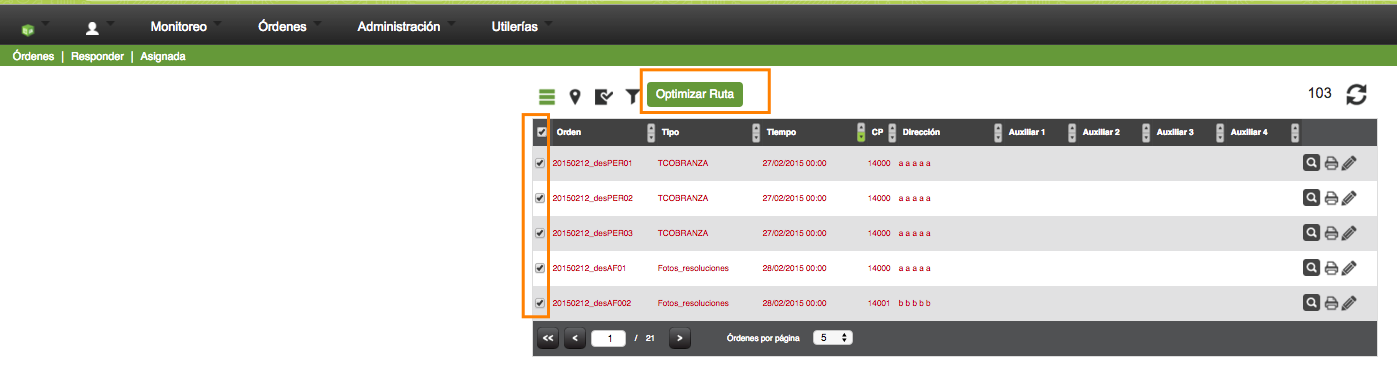 Monitoreo Órdenes Administración Utilerías
Órdenes | Responder | Asignada
Optimizar Ruta 103
Orden Tipo Tiempo CP Dirección Auxiliar 1 Auxiliar 2 Auxiliar 3 Auxiliar 4
20150212_desPER01 TCOBRANZA 27/02/2015 00:00 14000 a a a a a
20150212_desPER02 TCOBRANZA 27/02/2015 00:00 14000 a a a a a
20150212_desPER03 TCOBRANZA 27/02/2015 00:00 14000 a a a a a
20150212_desAF01 Fotos_resoluciones 28/02/2015 00:00 14000 a a a a a
20150212_desAF002 Fotos_resoluciones 28/02/2015 00:00 14001 b b b b b
<< < 1 / 21 > Órdenes por página 5